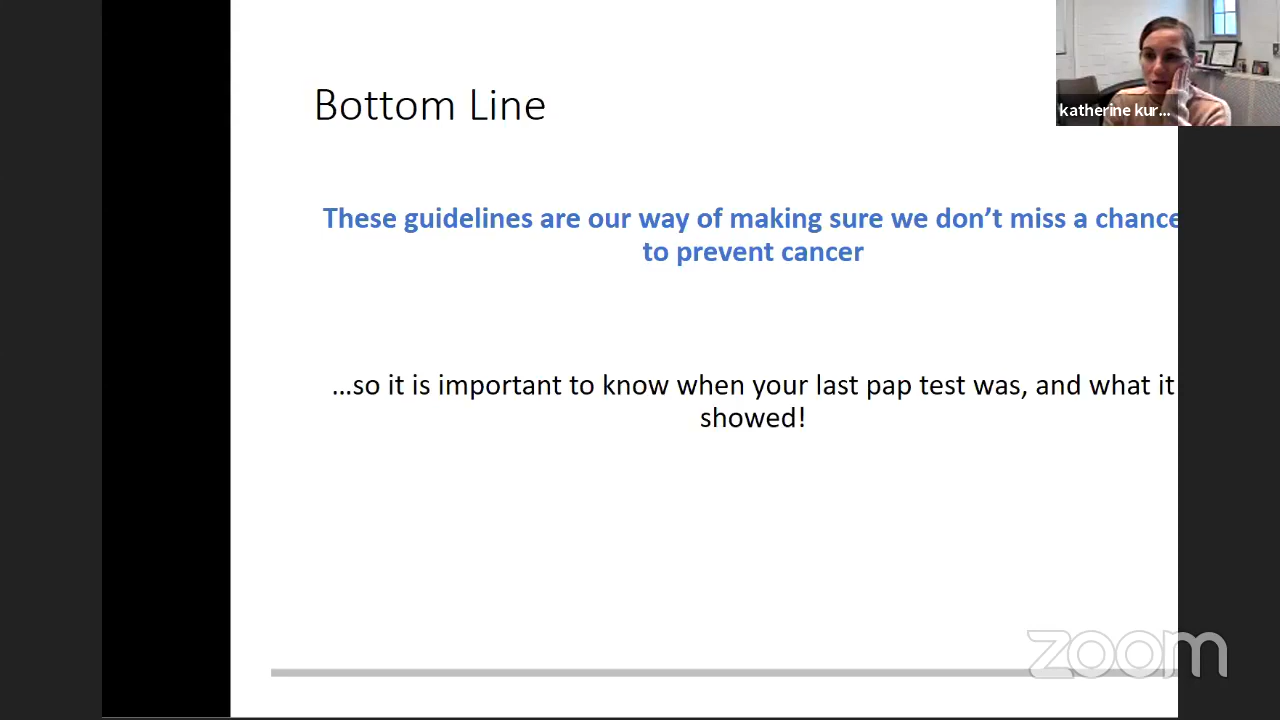 Bottom Line
katherine kur...
These guidelines are our way of making sure we don’t miss a chance
to prevent cancer
...so it is important to know when your last pap test was, and what it
showed!
zoom